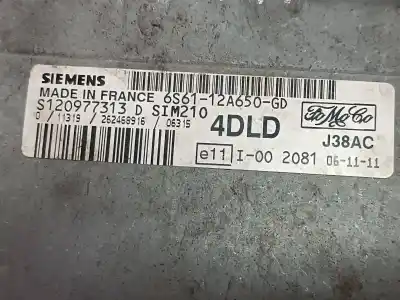 SIEMENS
MADE IN FRANCE 6S61-12A650-GD
S120977313 D SIM210
0 / 11319 / 262468916 / 06315
4DLD
FoMoCo
J38AC
e11 I-00 2081 06-11-11